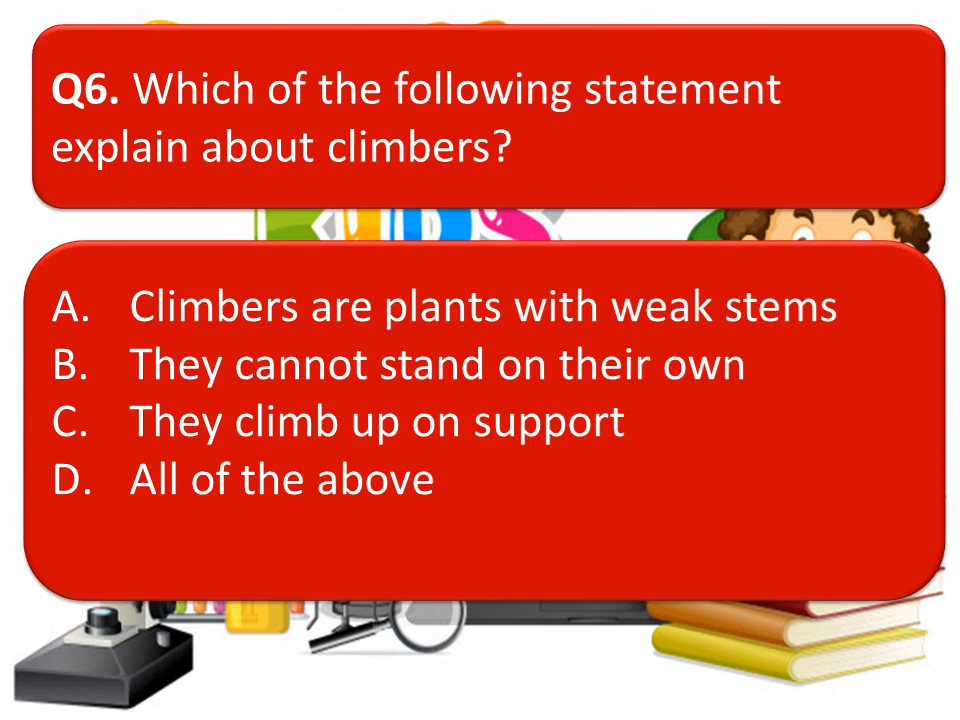 Q6. Which of the following statement
explain about climbers?
A. Climbers are plants with weak stems
B. They cannot stand on their own
C. They climb up on support
D. All of the above